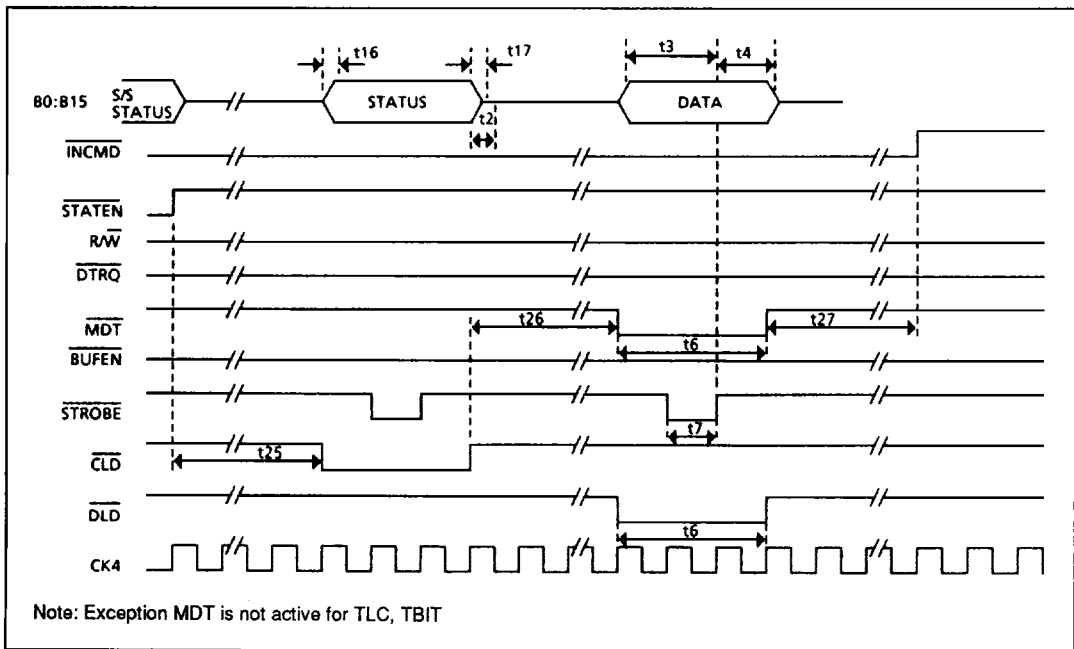 t16
t17
t3
t4
B0:B15
S/S
STATUS
STATUS
DATA
t2
INCMD
STATEN
R/W
DTRQ
MDT
t26
t27
t6
BUFEN
STROBE
t7
CLD
t25
DLD
t6
CK4
Note: Exception MDT is not active for TLC, TBIT